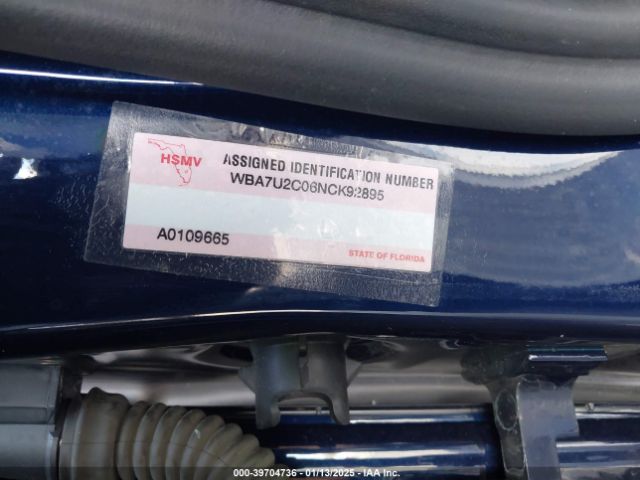 HSMV
ASSIGNED IDENTIFICATION NUMBER
WBA7U2C06NCK92895
A0109665
STATE OF FLORIDA
000-39704736 - 01/13/2025 - IAA Inc.